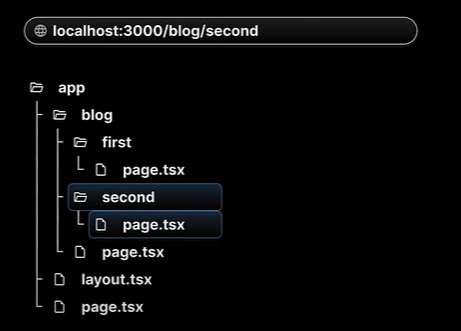 localhost:3000/blog/second
app
blog
first
page.tsx
second
page.tsx
page.tsx
layout.tsx
page.tsx